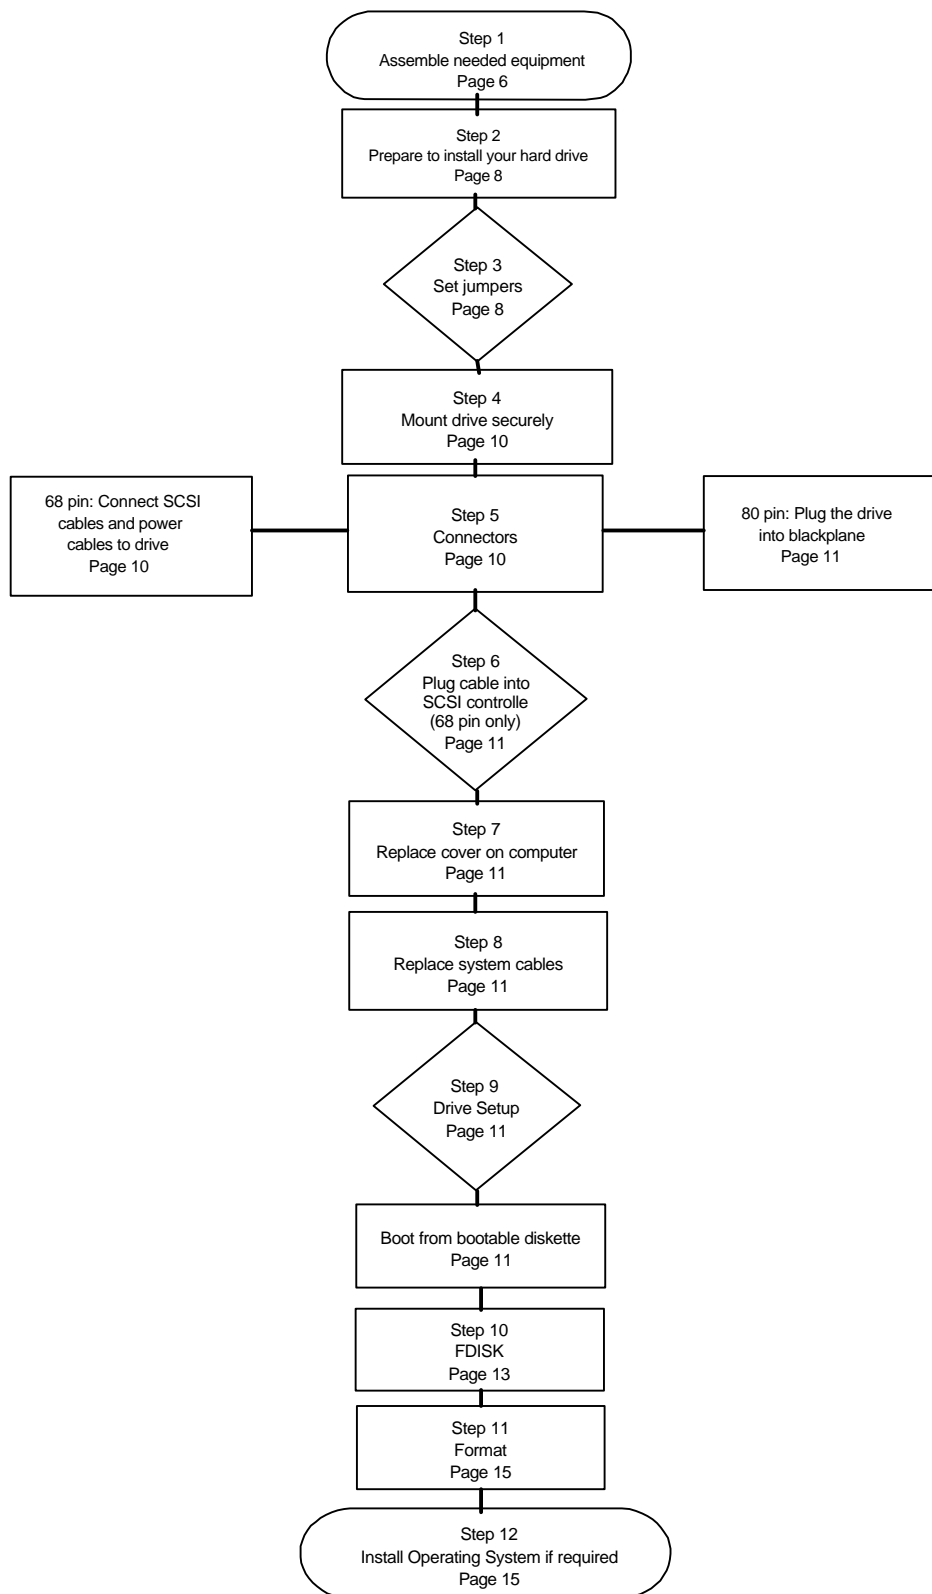 Step 1
Assemble needed equipment
Page 6
Step 2
Prepare to install your hard drive
Page 8
Step 3
Set jumpers
Page 8
Step 4
Mount drive securely
Page 10
68 pin: Connect SCSI
cables and power
cables to drive
Page 10
Step 5
Connectors
Page 10
80 pin: Plug the drive
into blackplane
Page 11
Step 6
Plug cable into
SCSI controlle
(68 pin only)
Page 11
Step 7
Replace cover on computer
Page 11
Step 8
Replace system cables
Page 11
Step 9
Drive Setup
Page 11
Boot from bootable diskette
Page 11
Step 10
FDISK
Page 13
Step 11
Format
Page 15
Step 12
Install Operating System if required
Page 15